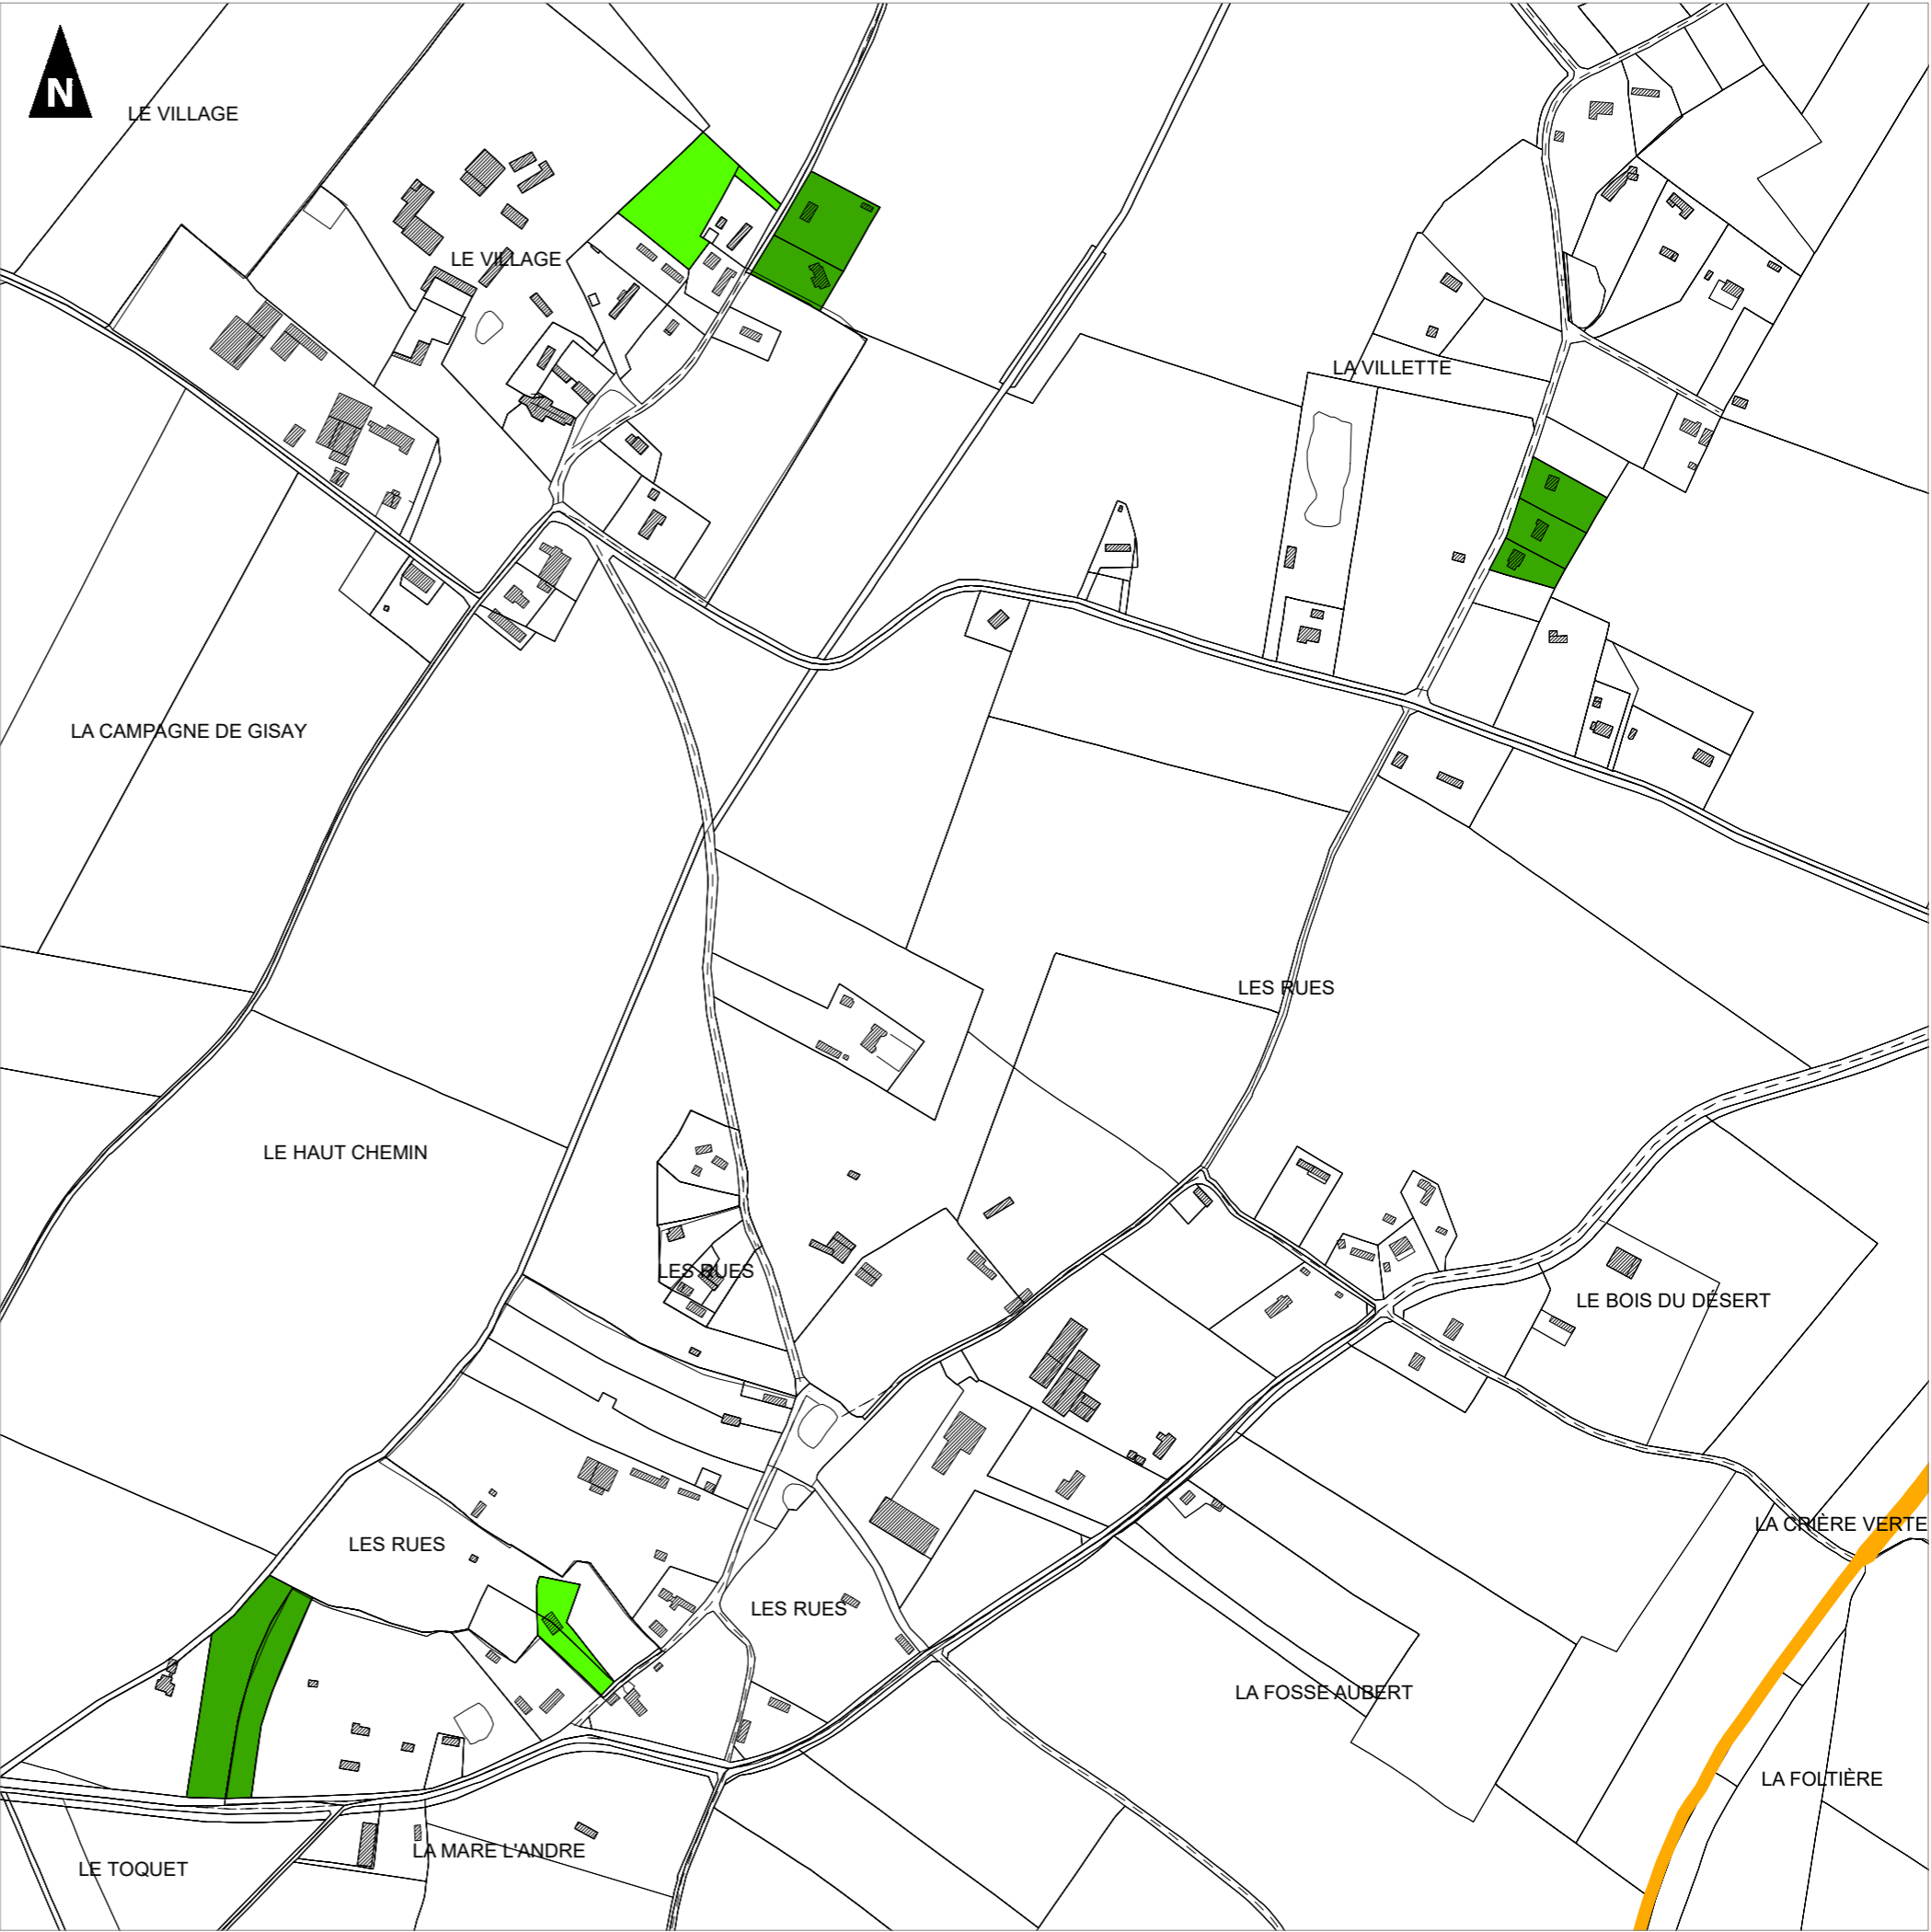 N
LE VILLAGE
LE VILLAGE
LA VILLETTE
LA CAMPAGNE DE GISAY
LES RUES
LE HAUT CHEMIN
LES RUES
LE BOIS DU DÉSERT
LA CRIÈRE VERTE
LES RUES
LES RUES
LA FOSSE AUBERT
LA FOLTIÈRE
LA MARE L'ANDRE
LE TOQUET